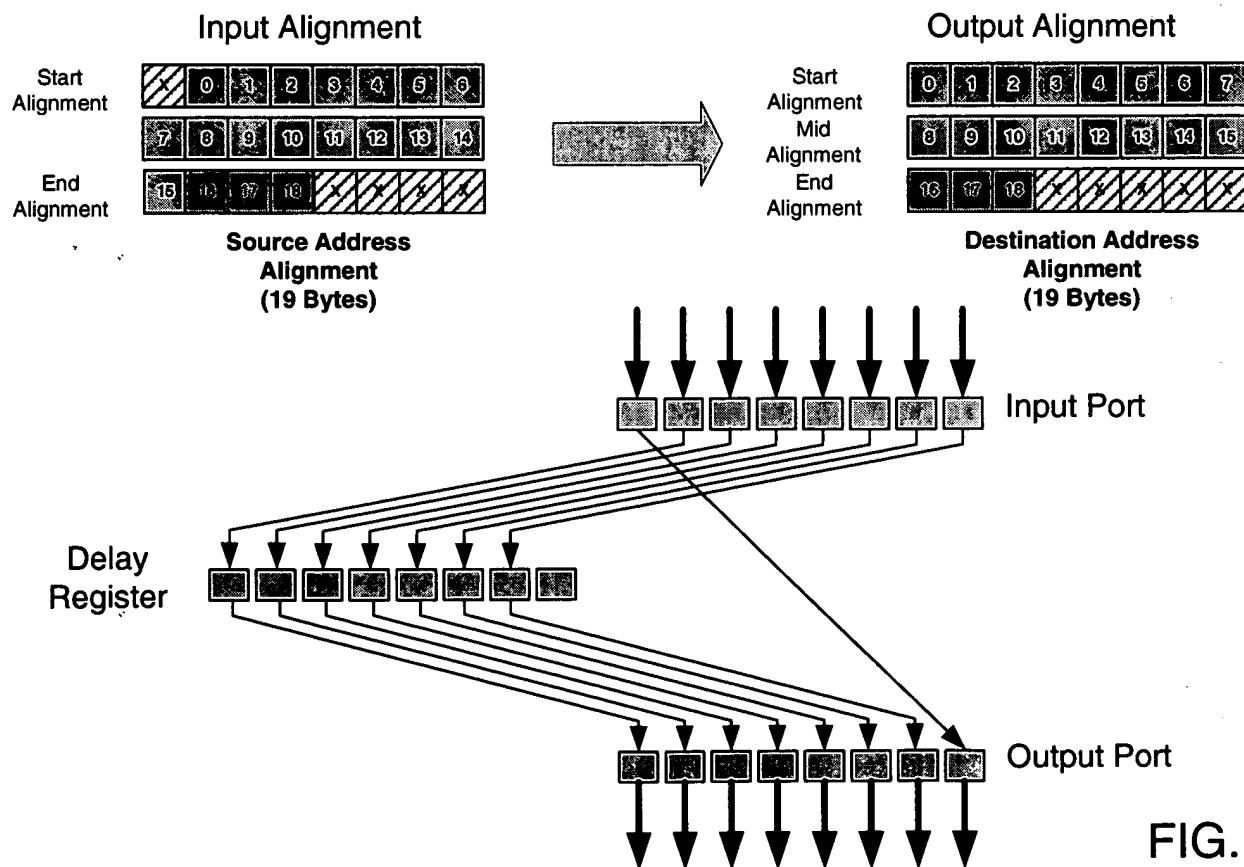 Input Alignment
Output Alignment
Start
Alignment
X 0 1 2 3 4 5 6
7 8 9 10 11 12 13 14
End
Alignment
15 16 17 18 X X X X
Source Address
Alignment
(19 Bytes)
Start
Alignment
0 1 2 3 4 5 6 7
Mid
Alignment
8 9 10 11 12 13 14 15
End
Alignment
16 17 18 X X X X X
Destination Address
Alignment
(19 Bytes)
Input Port
Delay
Register
Output Port
FIG.